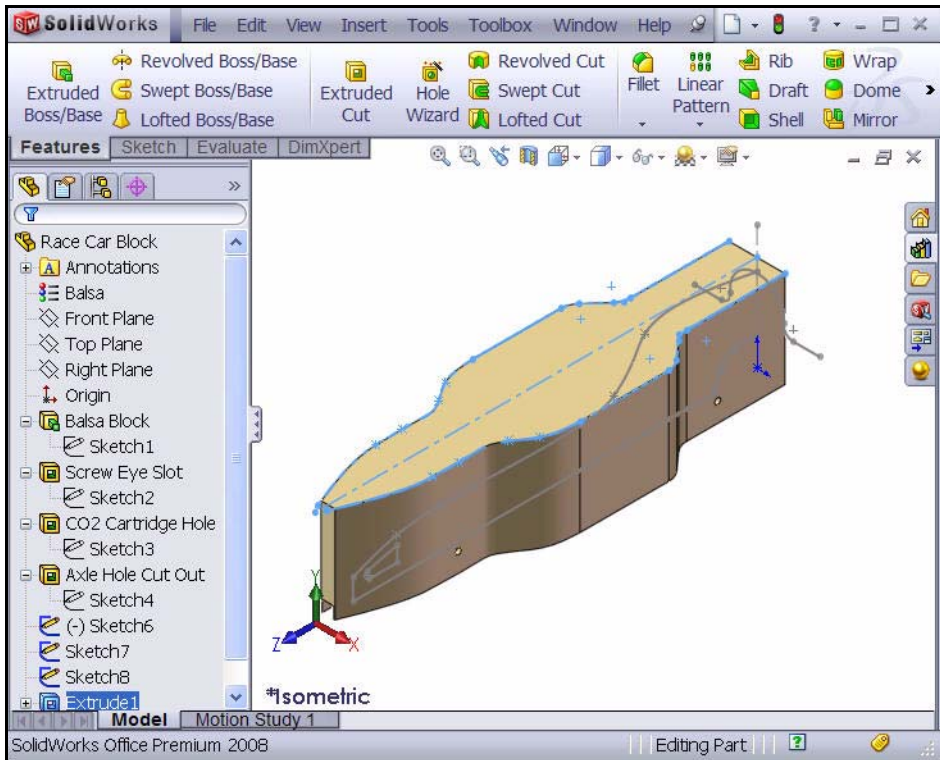 SolidWorks File Edit View Insert Tools Toolbox Window Help ?
Extruded Boss/Base
Revolved Boss/Base
Swept Boss/Base
Lofted Boss/Base
Extruded Cut
Hole Wizard
Revolved Cut
Swept Cut
Lofted Cut
Fillet
Linear Pattern
Rib
Draft
Shell
Wrap
Dome
Mirror
Features Sketch Evaluate DimXpert
Race Car Block
A Annotations
Balsa
Front Plane
Top Plane
Right Plane
Origin
Balsa Block
Sketch1
Screw Eye Slot
Sketch2
CO2 Cartridge Hole
Sketch3
Axle Hole Cut Out
Sketch4
(-) Sketch6
Sketch7
Sketch8
Extrude1
Y
Z X
*Isometric
Model Motion Study 1
SolidWorks Office Premium 2008 Editing Part ?